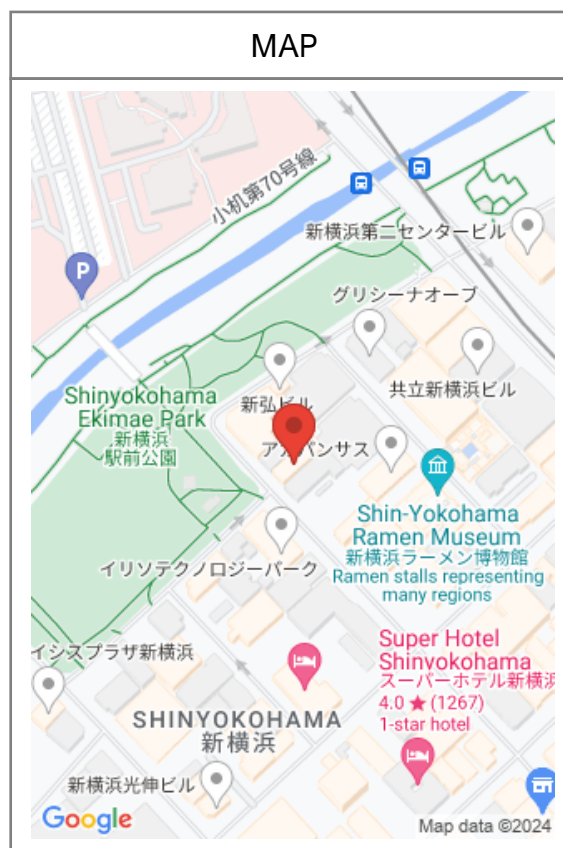 MAP
小机第70号線
新横浜第二センタービル
グリシーナオーブ
共立新横浜ビル
Shinyokohama
Ekimae Park
新横浜
駅前公園
新弘ビル
P
Shin-Yokohama
Ramen Museum
新横浜ラーメン博物館
Ramen stalls representing
many regions
イリソテクノロジーパーク
イシスプラザ新横浜
Super Hotel
Shinyokohama
スーパーホテル新横浜
4.0 ★ (1267)
1-star hotel
SHINYOKOHAMA
新横浜
新横浜光伸ビル
Google
Map data ©2024